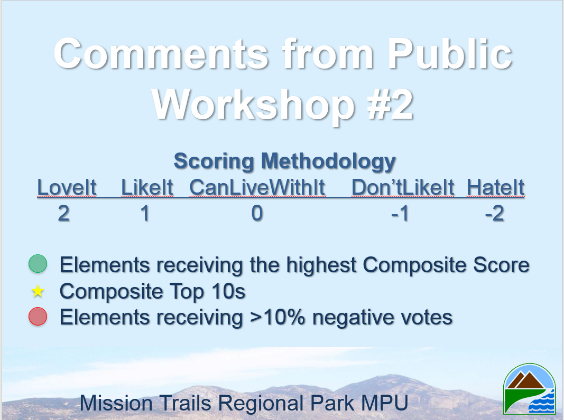 Comments from Public
Workshop #2
Scoring Methodology
LoveIt LikeIt CanLiveWithIt Don’tLikeIt HateIt
2 1 0 -1 -2
Elements receiving the highest Composite Score
Composite Top 10s
Elements receiving >10% negative votes
Mission Trails Regional Park MPU